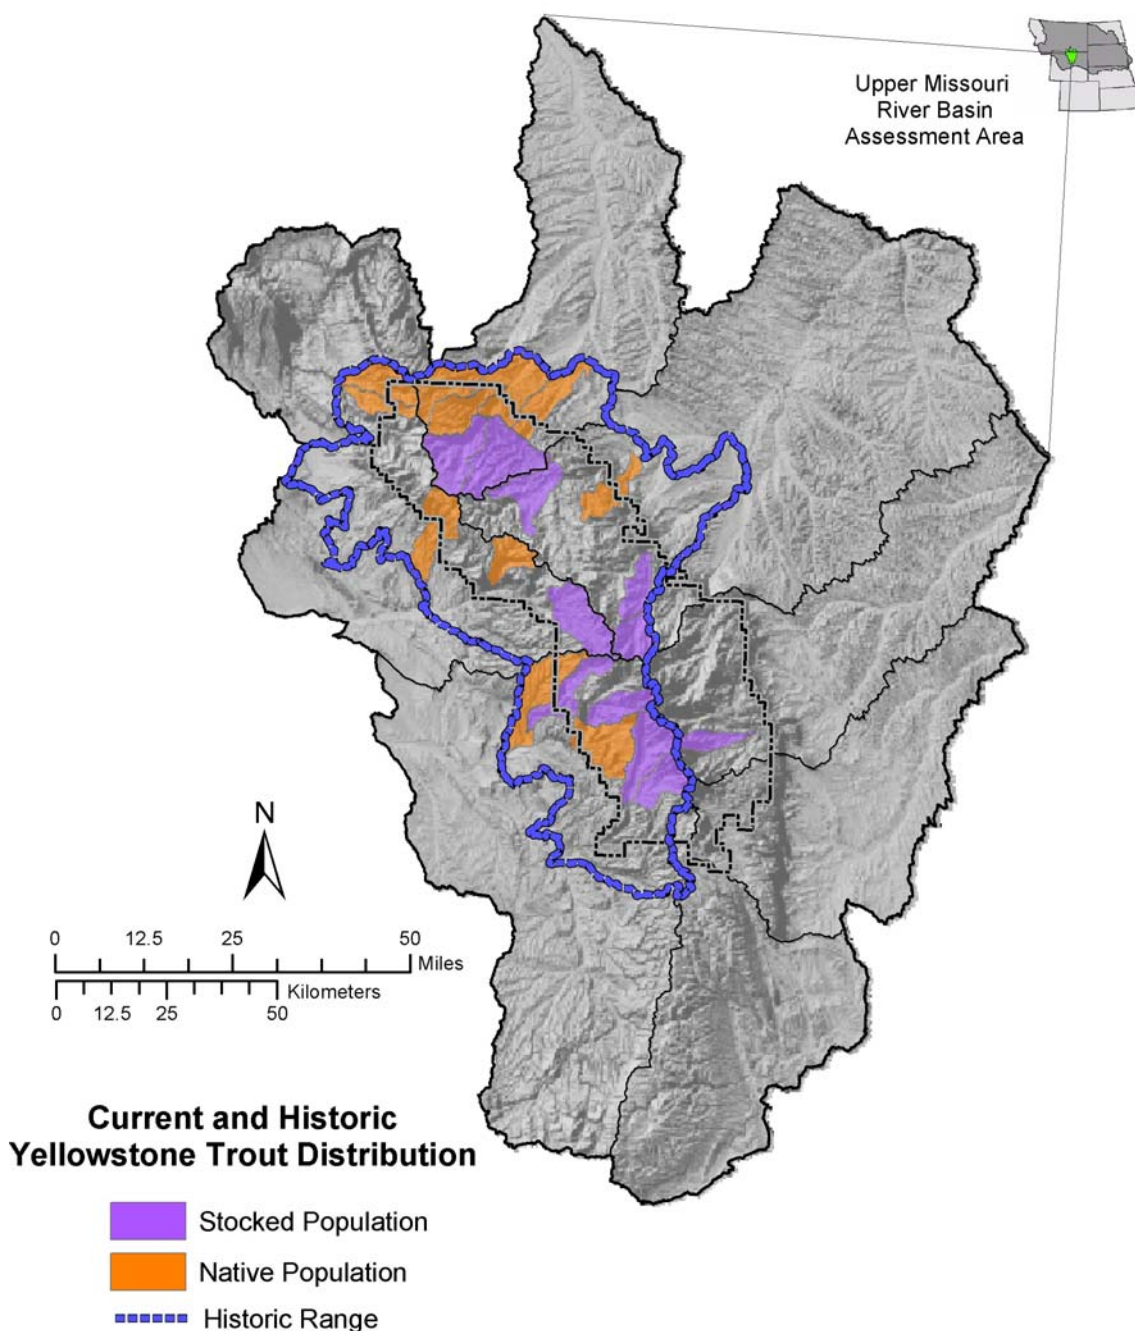 Upper Missouri
River Basin
Assessment Area
N
0 12.5 25 50
Miles
Kilometers
0 12.5 25 50
Current and Historic
Yellowstone Trout Distribution
Stocked Population
Native Population
Historic Range